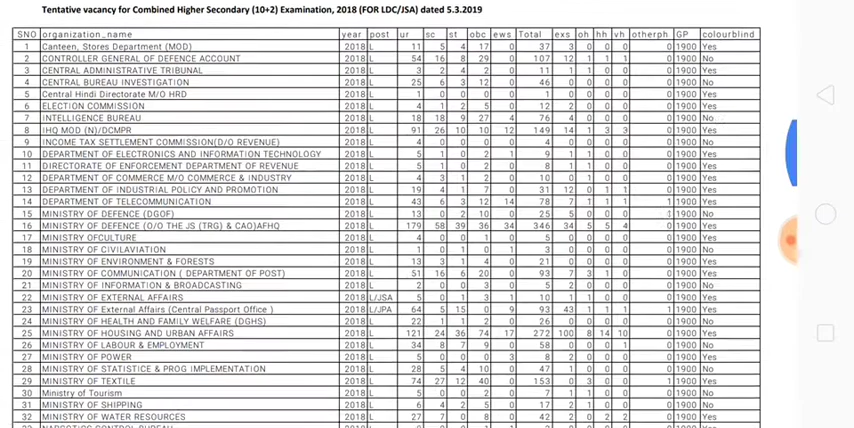 Tentative vacancy for Combined Higher Secondary (10+2) Examination, 2018 (FOR LDC/JSA) dated 5.3.2019
SNO organization_name year post ur sc st obc ews Total exs oh hh vh otherph GP colourblind
1 Canteen, Stores Department (MOD) 2018 L 11 5 4 17 0 37 3 0 0 0 0 1900 Yes
2 CONTROLLER GENERAL OF DEFENCE ACCOUNT 2018 L 54 16 8 29 0 107 12 1 1 1 0 1900 No
3 CENTRAL ADMINISTRATIVE TRIBUNAL 2018 L 3 2 4 2 0 11 1 1 0 0 0 1900 Yes
4 CENTRAL BUREAU INVESTIGATION 2018 L 25 6 3 12 0 46 0 0 0 0 0 1900 No
5 Central Hindi Directorate M/O HRD 2018 L 1 0 0 0 0 1 0 0 0 0 0 1900 Yes
6 ELECTION COMMISSION 2018 L 4 1 2 5 0 12 2 0 0 0 0 1900 Yes
7 INTELLIGENCE BUREAU 2018 L 18 18 9 27 4 76 4 0 0 0 0 1900 No
8 IHQ MOD (N)/DCMPR 2018 L 91 26 10 10 12 149 14 1 3 3 0 1900 Yes
9 INCOME TAX SETTLEMENT COMMISSION(D/O REVENUE) 2018 L 4 0 0 0 0 4 0 0 0 0 0 1900 No
10 DEPARTMENT OF ELECTRONICS AND INFORMATION TECHNOLOGY 2018 L 5 1 0 2 1 9 1 1 0 0 0 1900 Yes
11 DIRECTORATE OF ENFORCEMENT DEPARTMENT OF REVENUE 2018 L 5 1 0 2 0 8 1 1 0 0 0 1900 Yes
12 DEPARTMENT OF COMMERCE M/O COMMERCE & INDUSTRY 2018 L 4 3 1 2 0 10 0 1 0 0 0 1900 Yes
13 DEPARTMENT OF INDUSTRIAL POLICY AND PROMOTION 2018 L 19 4 1 7 0 31 12 0 1 1 0 1900 Yes
14 DEPARTMENT OF TELECOMMUNICATION 2018 L 43 6 3 12 14 78 7 1 1 1 1 1900 Yes
15 MINISTRY OF DEFENCE (DGOF) 2018 L 13 0 2 10 0 25 5 0 0 0 1900 No
16 MINISTRY OF DEFENCE (O/O THE JS (TRG) & CAO)AFHQ 2018 L 179 58 39 36 34 346 34 5 5 4 0 1900 Yes
17 MINISTRY OFCULTURE 2018 L 4 0 0 1 0 5 0 0 0 0 0 1900 Yes
18 MINISTRY OF CIVILAVIATION 2018 L 1 0 1 0 1 3 0 0 0 0 0 1900 No
19 MINISTRY OF ENVIRONMENT & FORESTS 2018 L 13 3 1 4 0 21 0 0 0 0 0 1900 Yes
20 MINISTRY OF COMMUNICATION ( DEPARTMENT OF POST) 2018 L 51 16 6 20 0 93 7 3 1 0 0 1900 Yes
21 MINISTRY OF INFORMATION & BROADCASTING 2018 L 2 0 0 3 0 5 2 0 0 0 0 1900 No
22 MINISTRY OF EXTERNAL AFFAIRS 2018 L/JSA 5 0 1 3 1 10 1 0 0 0 0 1900 Yes
23 MINISTRY OF External Affairs (Central Passport Office ) 2018 L/JPA 64 5 15 0 9 93 43 1 1 1 1 1900 Yes
24 MINISTRY OF HEALTH AND FAMILY WELFARE (DGHS) 2018 L 22 1 1 2 0 26 0 0 0 0 0 1900 No
25 MINISTRY OF HOUSING AND URBAN AFFAIRS 2018 L 121 24 36 74 17 272 100 8 14 10 0 1900 Yes
26 MINISTRY OF LABOUR & EMPLOYMENT 2018 L 34 8 7 9 0 58 0 0 0 1 0 1900 No
27 MINISTRY OF POWER 2018 L 5 0 0 0 3 8 2 0 0 0 0 1900 Yes
28 MINISTRY OF STATISTICE & PROG IMPLEMENTATION 2018 L 28 5 4 10 0 47 1 0 0 0 0 1900 No
29 MINISTRY OF TEXTILE 2018 L 74 27 12 40 0 153 0 3 0 0 1 1900 Yes
30 Ministry of Tourism 2018 L 5 0 0 2 0 7 1 1 0 0 0 1900 No
31 MINISTRY OF SHIPPING 2018 L 6 4 2 5 0 17 2 1 0 0 0 1900 No
32 MINISTRY OF WATER RESOURCES 2018 L 27 7 0 8 0 42 2 0 2 2 0 1900 Yes